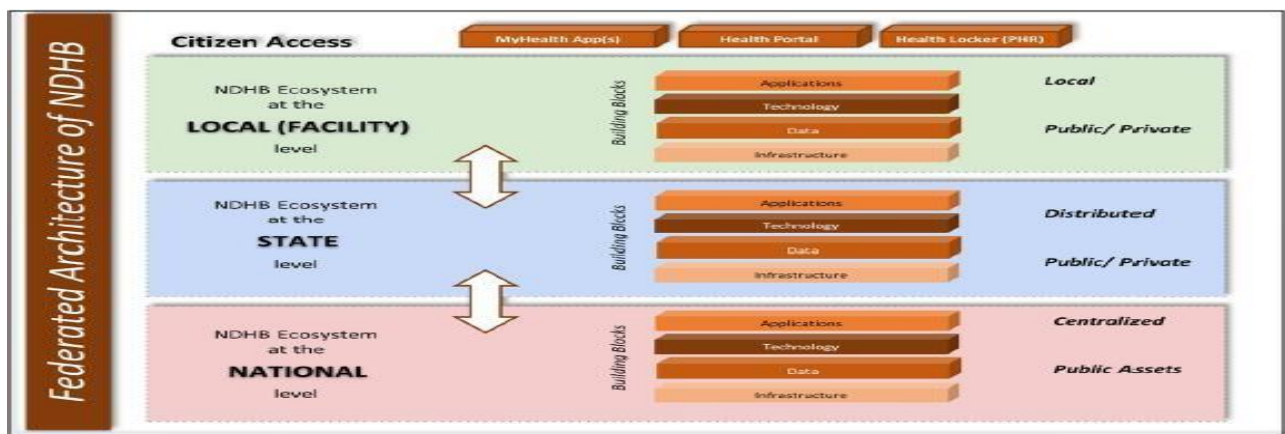 Federated Architecture of NDHB
Citizen Access
MyHealth App(s)
Health Portal
Health Locker (PHR)
NDHB Ecosystem
at the
LOCAL (FACILITY)
level
Building Blocks
Applications
Technology
Data
Infrastructure
Local
Public/ Private
NDHB Ecosystem
at the
STATE
level
Building Blocks
Applications
Technology
Data
Infrastructure
Distributed
Public/ Private
NDHB Ecosystem
at the
NATIONAL
level
Building Blocks
Applications
Technology
Data
Infrastructure
Centralized
Public Assets